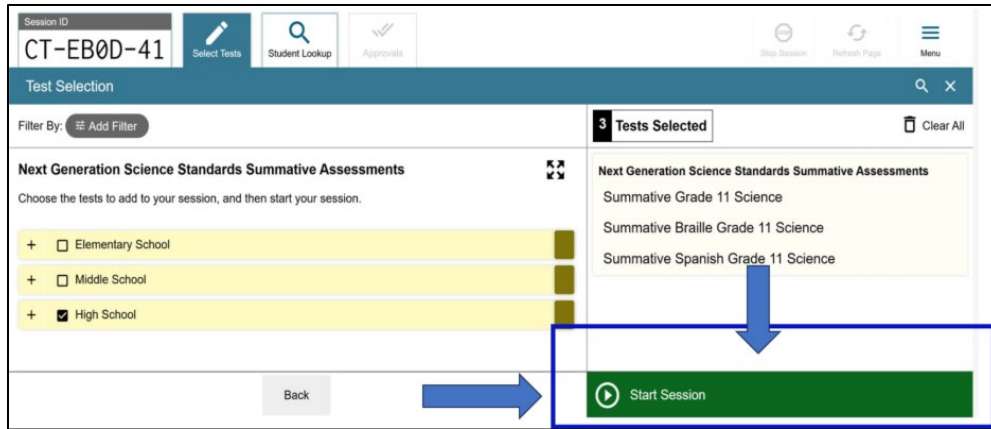 Session ID
CT-EB0D-41
Select Tests
Student Lookup
Approvals
Stop Session
Refresh Page
Menu
Test Selection
Filter By: Add Filter
3 Tests Selected
Clear All
Next Generation Science Standards Summative Assessments
Choose the tests to add to your session, and then start your session.
+ Elementary School
+ Middle School
+ High School
Next Generation Science Standards Summative Assessments
Summative Grade 11 Science
Summative Braille Grade 11 Science
Summative Spanish Grade 11 Science
Back
Start Session